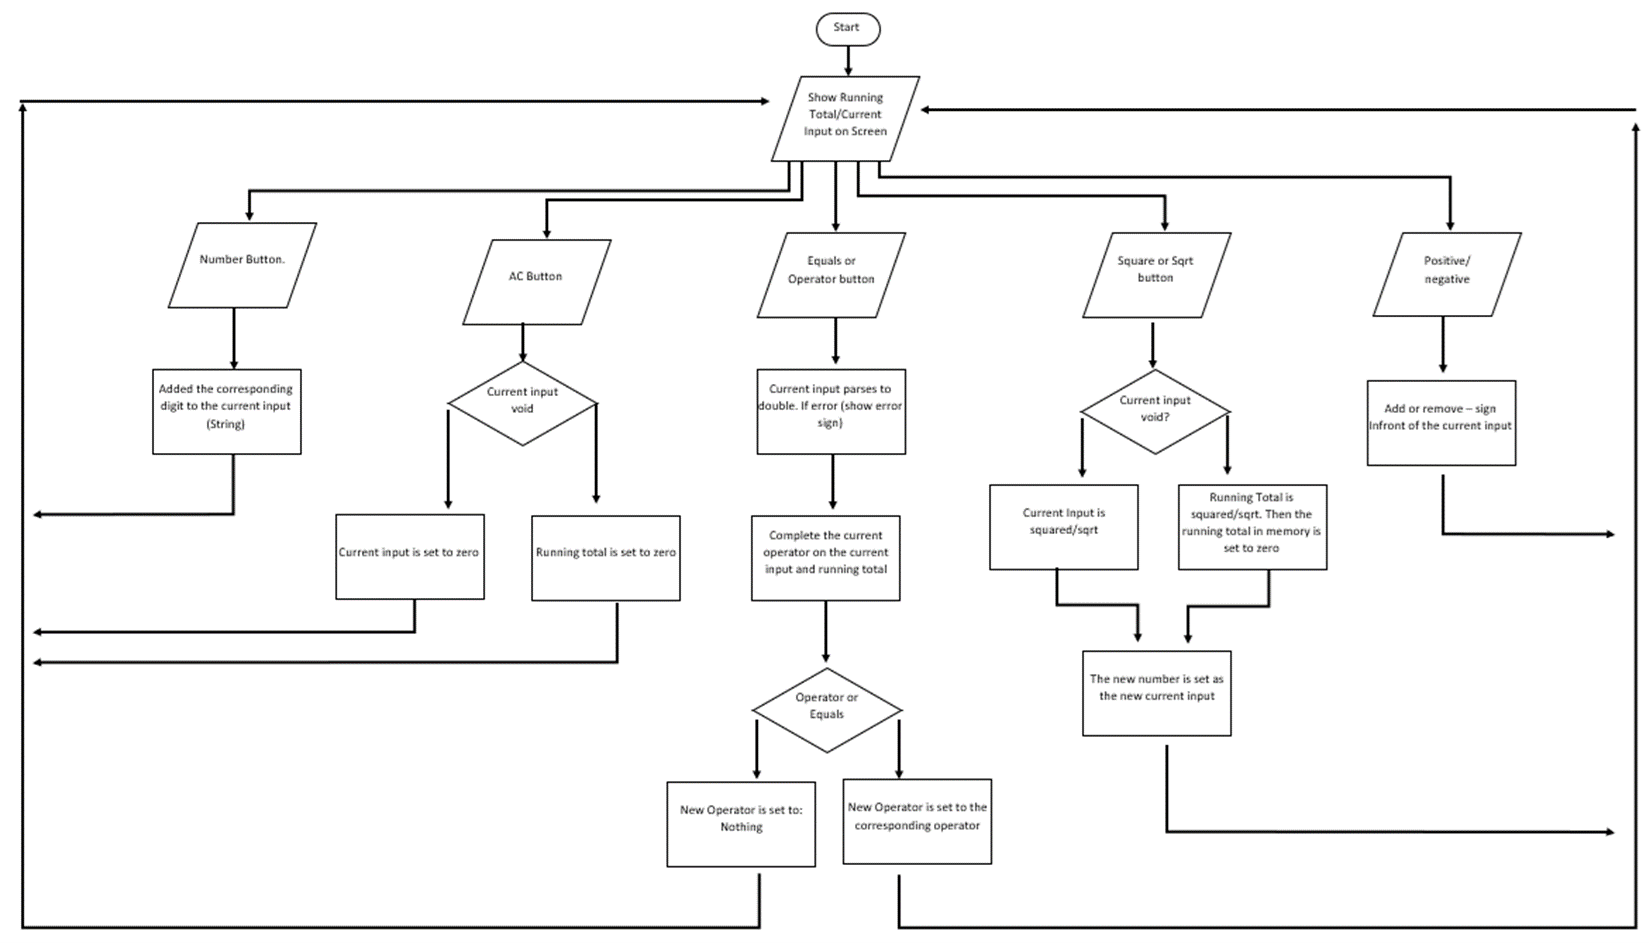 Start
Show Running
Total/Current
Input on Screen
Number Button.
AC Button
Equals or
Operator button
Square or Sqrt
button
Positive/
negative
Added the corresponding
digit to the current input
(String)
Current input
void
Current input parses to
double. If error (show error
sign)
Current input
void?
Add or remove – sign
Infront of the current input
Current input is set to zero
Running total is set to zero
Complete the current
operator on the current
input and running total
Current Input is
squared/sqrt
Running Total is
squared/sqrt. Then the
running total in memory is
set to zero
Operator or
Equals
The new number is set as
the new current input
New Operator is set to:
Nothing
New Operator is set to the
corresponding operator